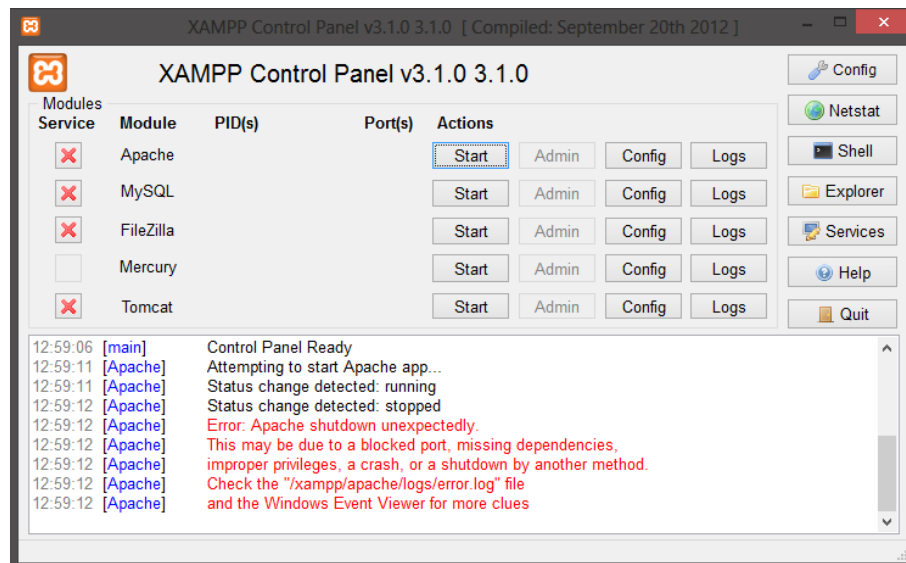 XAMPP Control Panel v3.1.0 3.1.0 [ Compiled: September 20th 2012 ]
XAMPP Control Panel v3.1.0 3.1.0
Config
Modules
Service Module PID(s) Port(s) Actions
Netstat
Apache Start Admin Config Logs
Shell
MySQL Start Admin Config Logs
Explorer
FileZilla Start Admin Config Logs
Services
Mercury Start Admin Config Logs
Help
Tomcat Start Admin Config Logs
Quit
12:59:06 [main] Control Panel Ready
12:59:11 [Apache] Attempting to start Apache app...
12:59:11 [Apache] Status change detected: running
12:59:12 [Apache] Status change detected: stopped
12:59:12 [Apache] Error: Apache shutdown unexpectedly.
12:59:12 [Apache] This may be due to a blocked port, missing dependencies,
12:59:12 [Apache] improper privileges, a crash, or a shutdown by another method.
12:59:12 [Apache] Check the "/xampp/apache/logs/error.log" file
12:59:12 [Apache] and the Windows Event Viewer for more clues